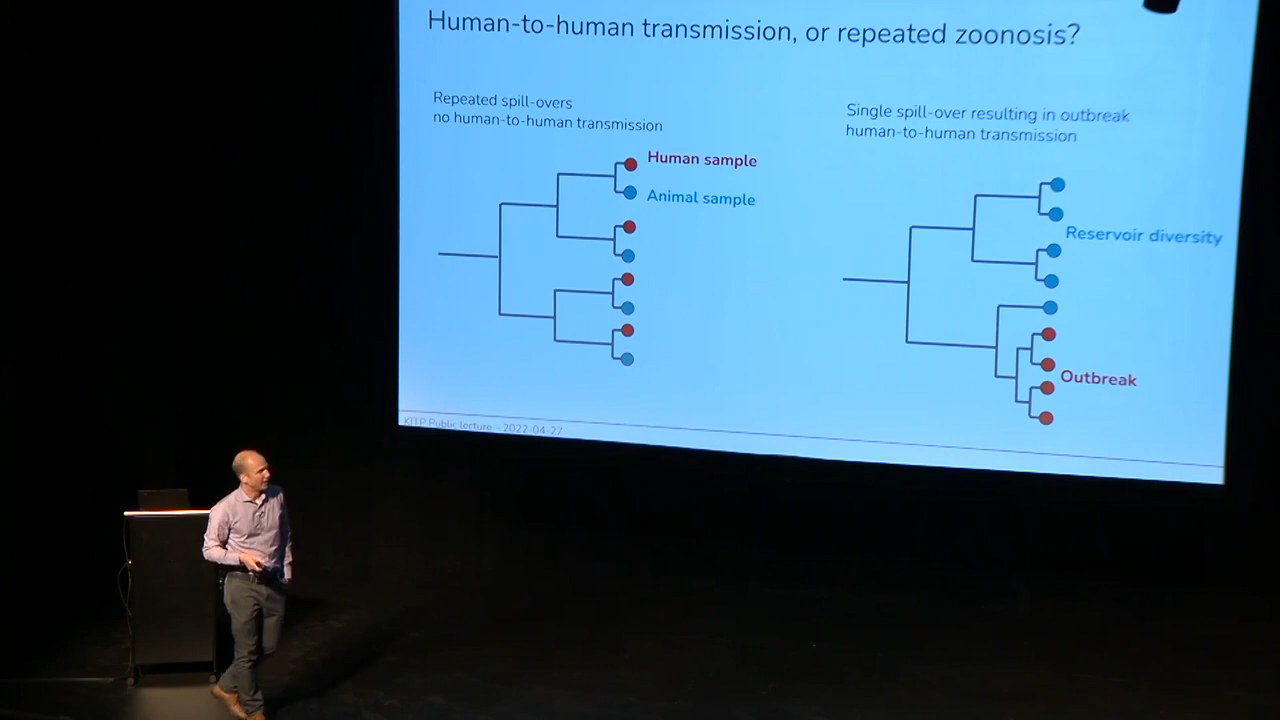 Human-to-human transmission, or repeated zoonosis?
Repeated spill-overs
no human-to-human transmission
Human sample
Animal sample
Single spill-over resulting in outbreak
human-to-human transmission
Reservoir diversity
Outbreak
KITP Public lecture - 2022-04-27